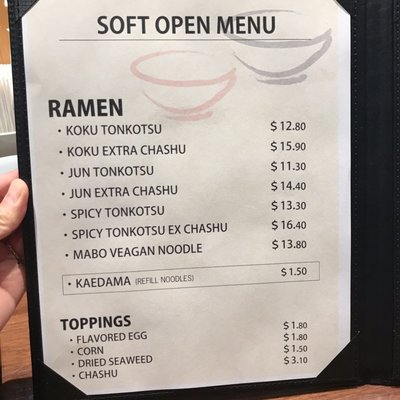 SOFT OPEN MENU
RAMEN
• KOKU TONKOTSU $ 12.80
• KOKU EXTRA CHASHU $ 15.90
• JUN TONKOTSU $ 11.30
• JUN EXTRA CHASHU $ 14.40
• SPICY TONKOTSU $ 13.30
• SPICY TONKOTSU EX CHASHU $ 16.40
• MABO VEAGAN NOODLE $ 13.80
• KAEDAMA (REFILL NOODLES) $ 1.50
TOPPINGS
• FLAVORED EGG $ 1.80
• CORN $ 1.80
• DRIED SEAWEED $ 1.50
• CHASHU $ 3.10